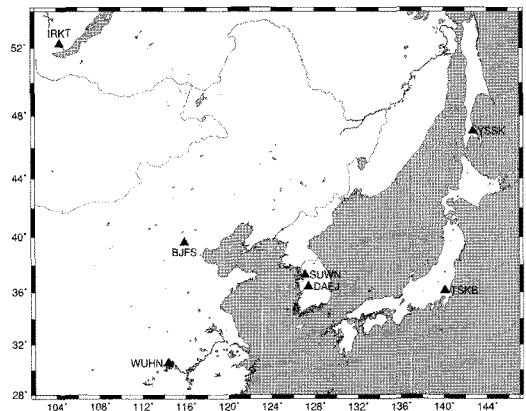 IRKT
52˚
YSSK
48˚
44˚
40˚
BJFS
SUWN
DAEJ
TSKB
36˚
32˚
WUHN
28˚
104˚ 108˚ 112˚ 116˚ 120˚ 124˚ 128˚ 132˚ 136˚ 140˚ 144˚